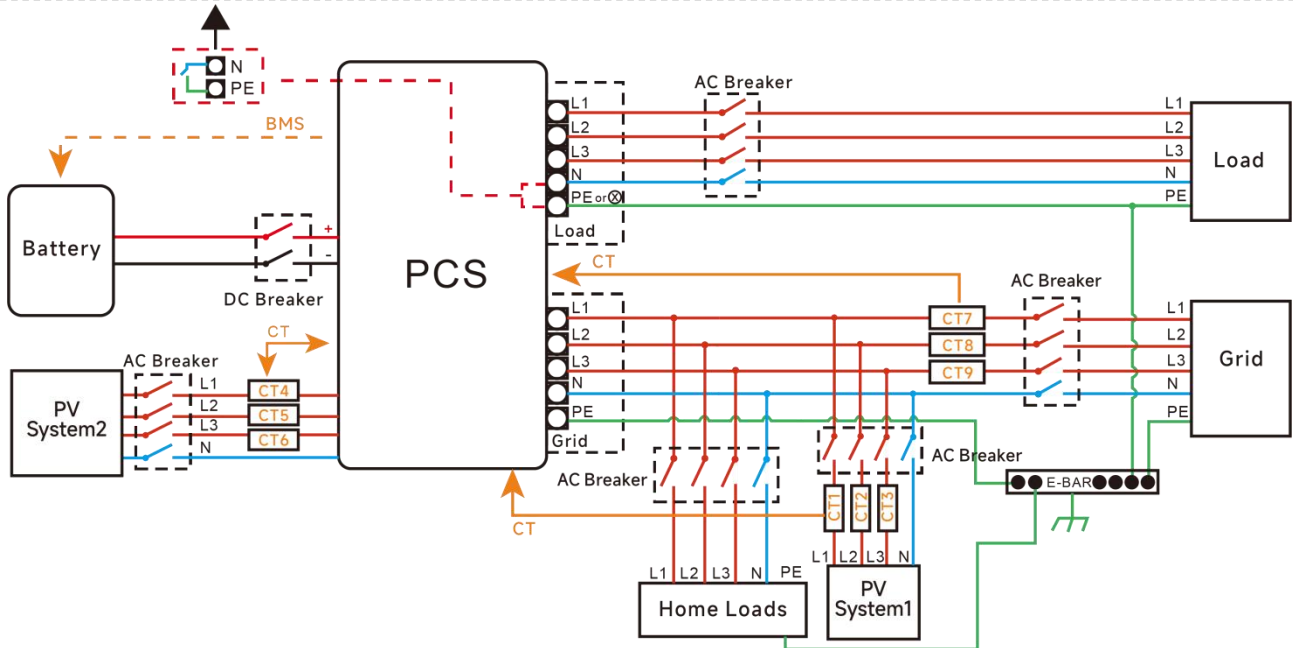 N
PE
BMS
Battery
+
-
DC Breaker
PCS
L1
L2
L3
N
PE or ⓧ
Load
AC Breaker
L1
L2
L3
N
PE
Load
CT
L1
L2
L3
N
PE
Grid
CT7
CT8
CT9
AC Breaker
L1
L2
L3
N
PE
Grid
CT
AC Breaker
PV
System2
L1
L2
L3
N
CT4
CT5
CT6
AC Breaker
AC Breaker
E-BAR
CT
CT1
CT2
CT3
L1 L2 L3 N PE
Home Loads
L1 L2 L3 N
PV
System1